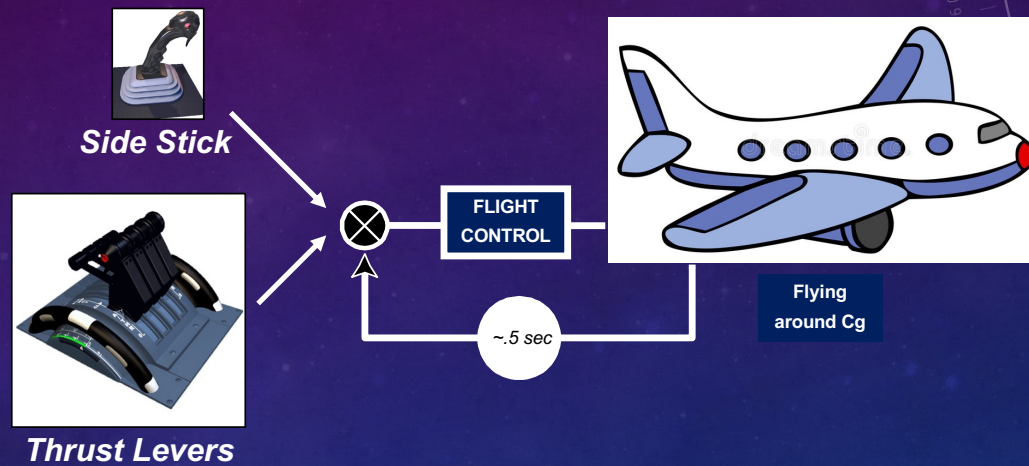 Side Stick
FLIGHT
CONTROL
Flying
around Cg
~.5 sec
Thrust Levers